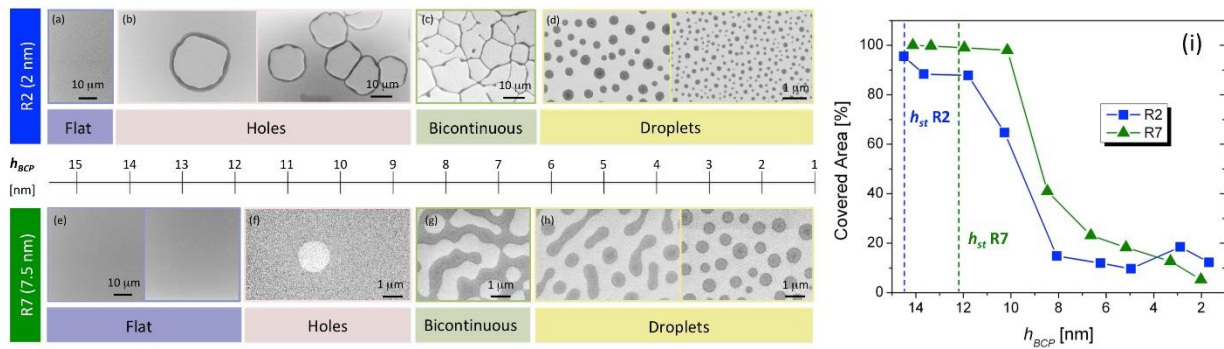 R2 (2 nm)
(a)
10 μm
(b)
10 μm
10 μm
(c)
10 μm
(d)
1 μm
Flat
Holes
Bicontinuous
Droplets
h_BCP
[nm]
15 14 13 12 11 10 9 8 7 6 5 4 3 2 1
R7 (7.5 nm)
(e)
10 μm
(f)
1 μm
(g)
1 μm
(h)
1 μm
Flat
Holes
Bicontinuous
Droplets
(i)
Covered Area [%]
100
80
60
40
20
0
h_st R2
h_st R7
R2
R7
14 12 10 8 6 4 2
h_BCP [nm]